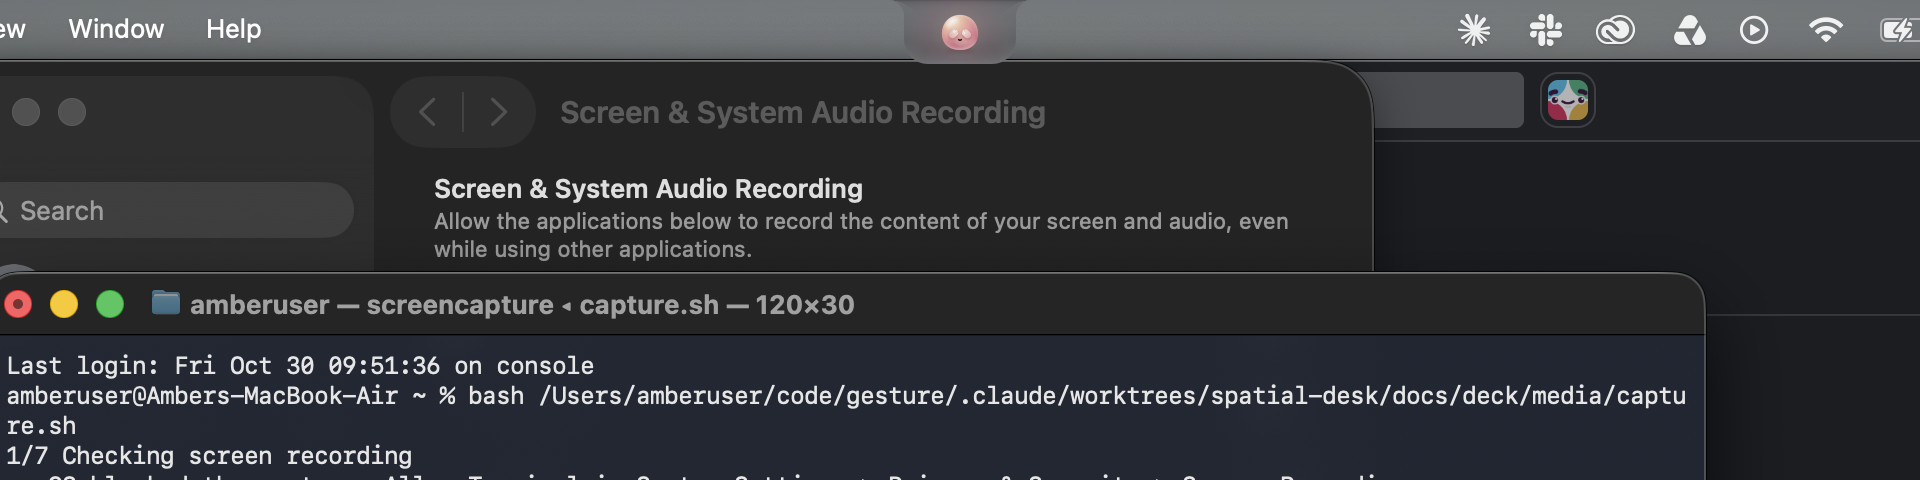 Window Help
Screen & System Audio Recording
Search
Screen & System Audio Recording
Allow the applications below to record the content of your screen and audio, even
while using other applications.
amberuser — screencapture ◂ capture.sh — 120×30
Last login: Fri Oct 30 09:51:36 on console
amberuser@Ambers-MacBook-Air ~ % bash /Users/amberuser/code/gesture/.claude/worktrees/spatial-desk/docs/deck/media/captu
re.sh
1/7 Checking screen recording